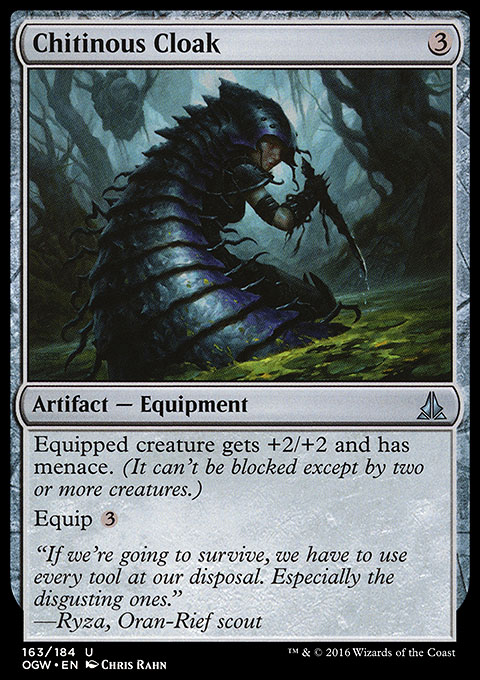 Chitinous Cloak 3
Artifact — Equipment
Equipped creature gets +2/+2 and has
menace. (It can't be blocked except by two
or more creatures.)
Equip 3
“If we're going to survive, we have to use
every tool at our disposal. Especially the
disgusting ones.”
—Ryza, Oran-Rief scout
163/184 U
OGW • EN Chris Rahn
™ & © 2016 Wizards of the Coast